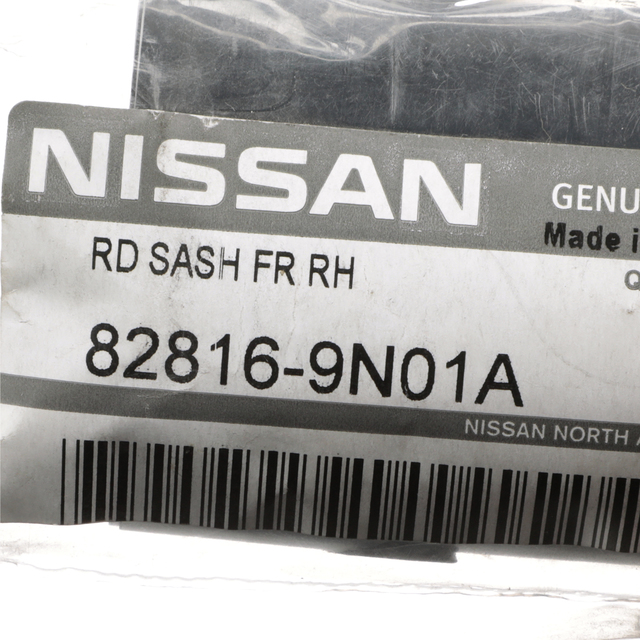 NISSAN GENU
Made i
RD SASH FR RH Q
82816-9N01A
NISSAN NORTH